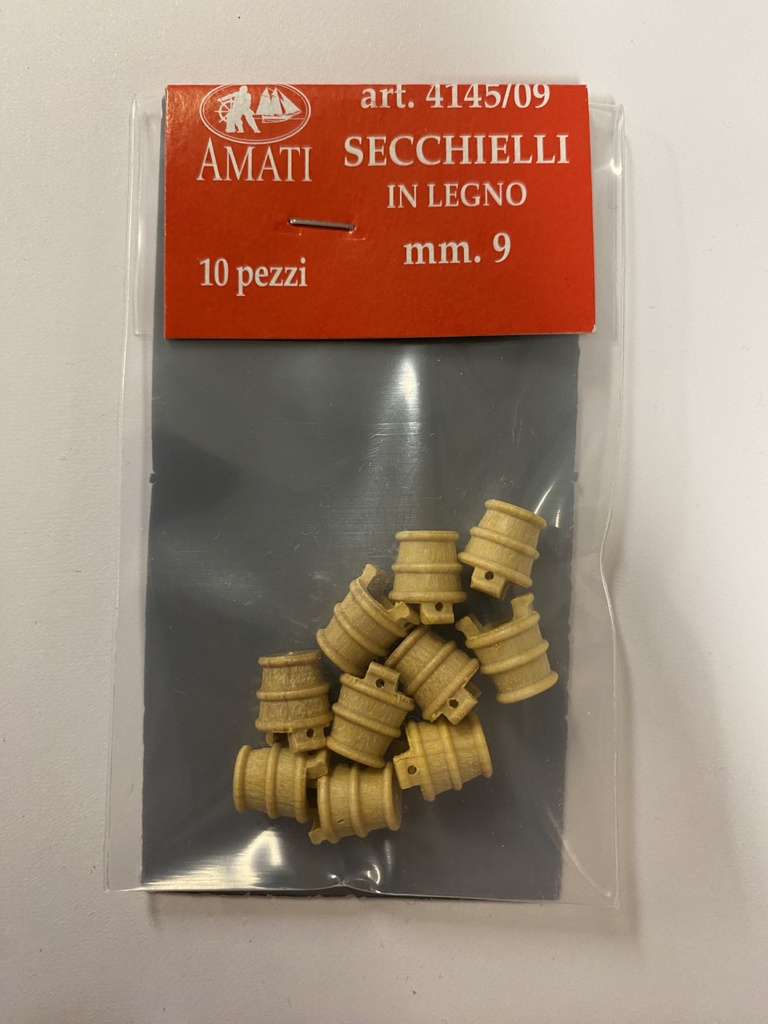 art. 4145/09
AMATI
SECCHIELLI
IN LEGNO
mm. 9
10 pezzi